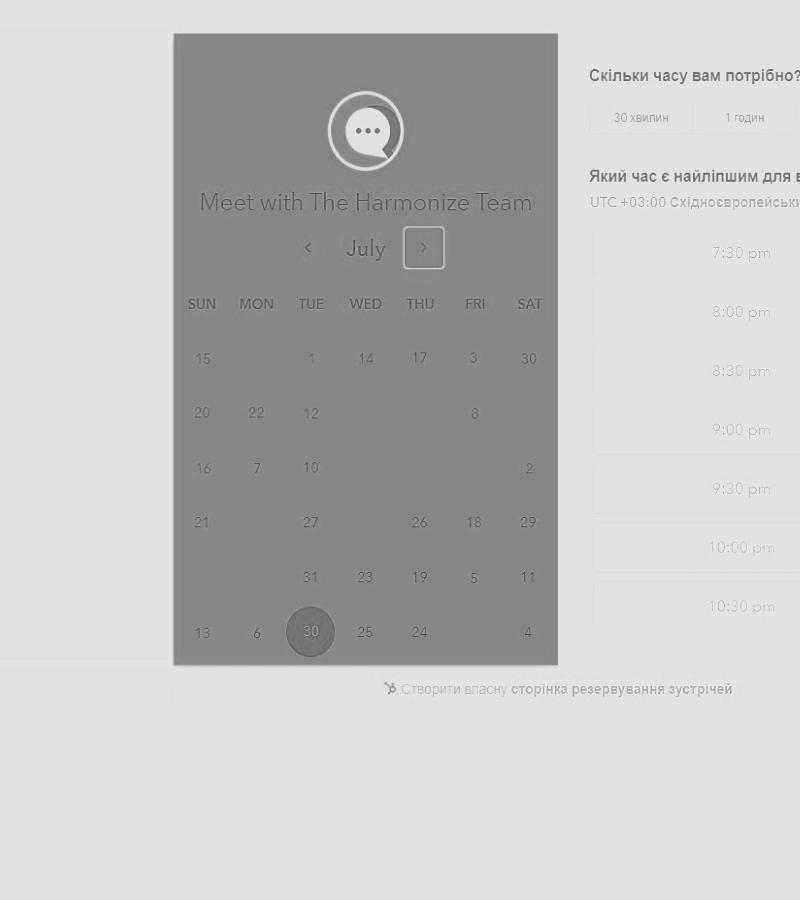 Meet with The Harmonize Team
July
SUN MON TUE WED THU FRI SAT
15 1 14 17 3 30
20 22 12 8
16 7 10 2
21 27 26 18 29
31 23 19 5 11
13 6 30 25 24 4
Скільки часу вам потрібно?
30 хвилин 1 годин
Який час є найліпшим для в
UTC +03:00 Східноєвропейськи
7:30 pm
8:00 pm
8:30 pm
9:00 pm
9:30 pm
10:00 pm
10:30 pm
Створити власну сторінка резервування зустрічей